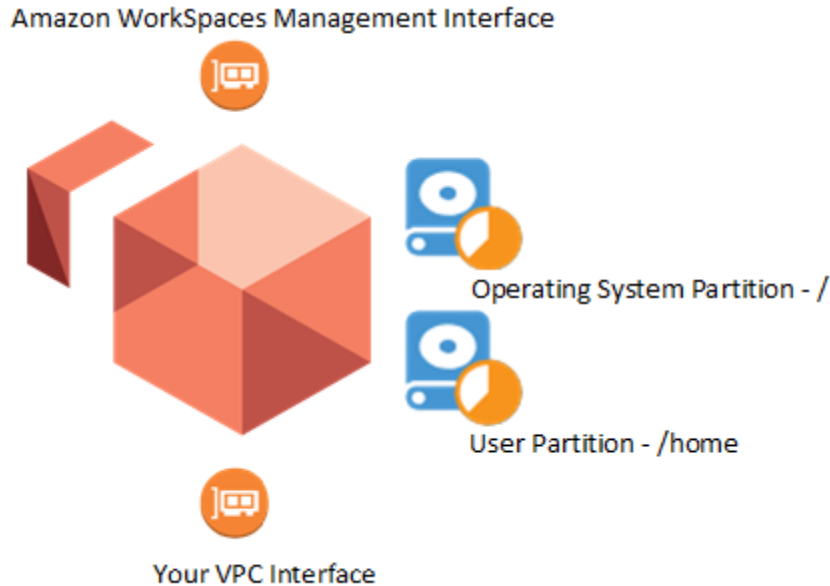 Amazon WorkSpaces Management Interface
Operating System Partition - /
User Partition - /home
Your VPC Interface